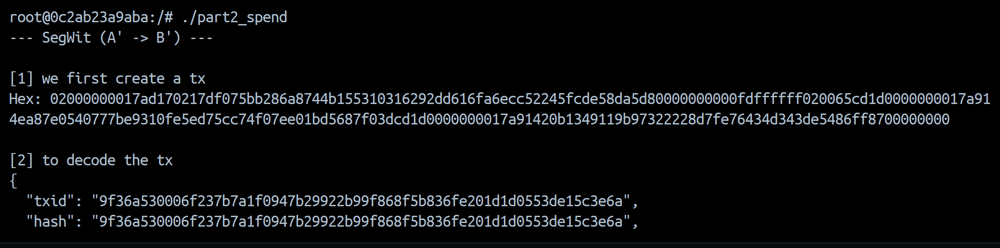 root@0c2ab23a9aba:/# ./part2_spend
--- SegWit (A' -> B') ---
[1] we first create a tx
Hex: 02000000017ad170217df075bb286a8744b155310316292dd616fa6ecc52245fcde58da5d80000000000fdffffff020065cd1d0000000017a91
4ea87e0540777be9310fe5ed75cc74f07ee01bd5687f03dcd1d0000000017a91420b1349119b97322228d7fe76434d343de5486ff8700000000
[2] to decode the tx
{
"txid": "9f36a530006f237b7a1f0947b29922b99f868f5b836fe201d1d0553de15c3e6a",
"hash": "9f36a530006f237b7a1f0947b29922b99f868f5b836fe201d1d0553de15c3e6a",